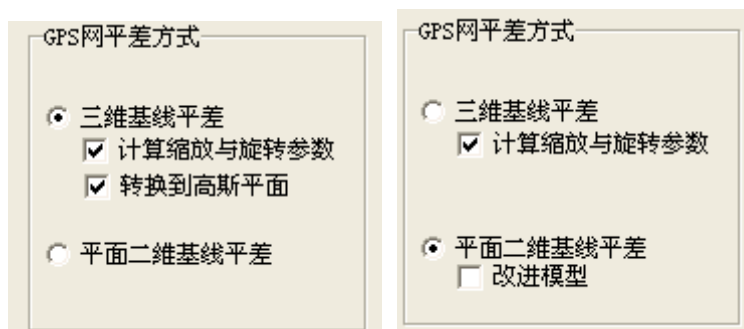 GPS网平差方式
三维基线平差
计算缩放与旋转参数
转换到高斯平面
平面二维基线平差
GPS网平差方式
三维基线平差
计算缩放与旋转参数
平面二维基线平差
改进模型